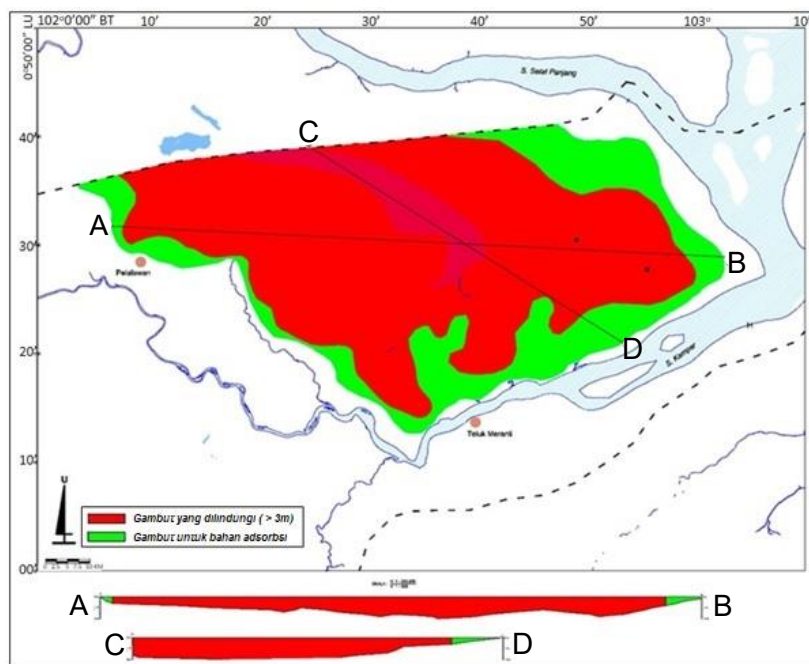 102°0'00" BT 10' 20' 30' 40' 50' 103° 10'
0°50'00" LU
S. Selat Panjang
40'
C
A
30'
B
Pelalawan
20'
D
S. Kampar
H
Teluk Meranti
10'
U
Gambut yang dilindungi ( > 3m)
Gambut untuk bahan adsorbsi
00'
A B
C D